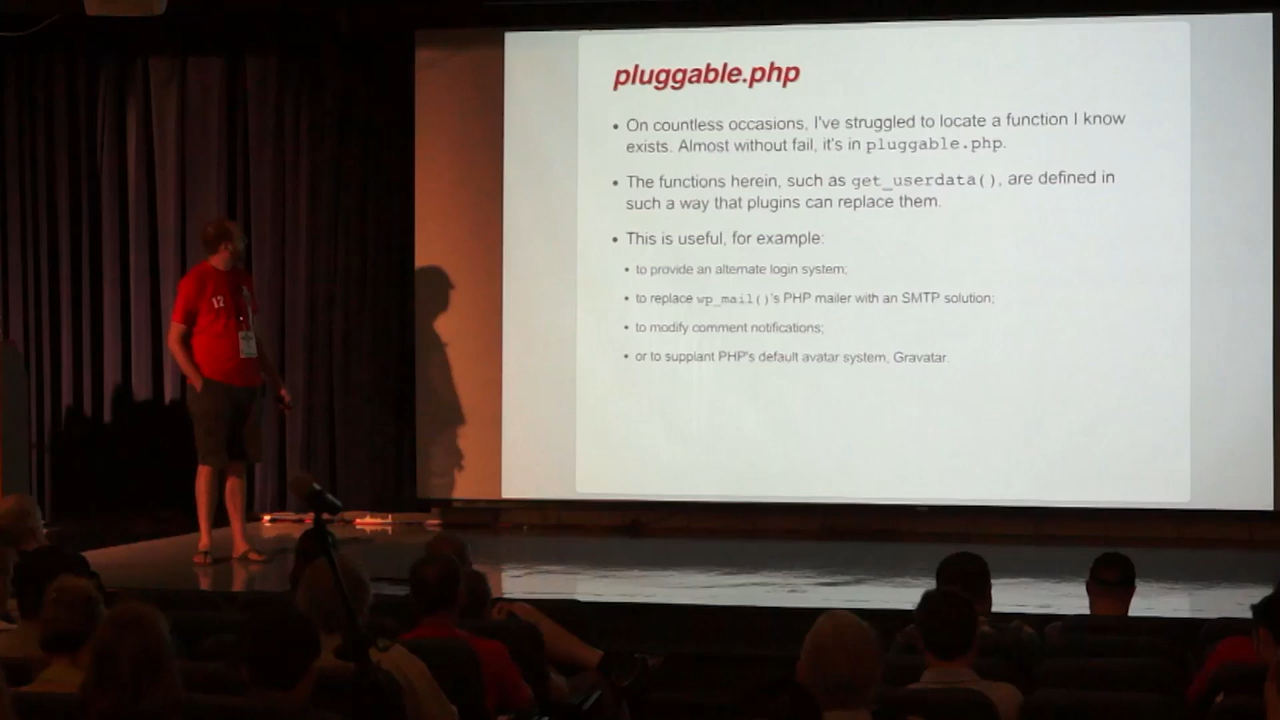 pluggable.php
• On countless occasions, I've struggled to locate a function I know
exists. Almost without fail, it's in pluggable.php.
• The functions herein, such as get_userdata(), are defined in
such a way that plugins can replace them.
• This is useful, for example:
• to provide an alternate login system;
• to replace wp_mail()'s PHP mailer with an SMTP solution;
• to modify comment notifications;
• or to supplant PHP's default avatar system, Gravatar.
12